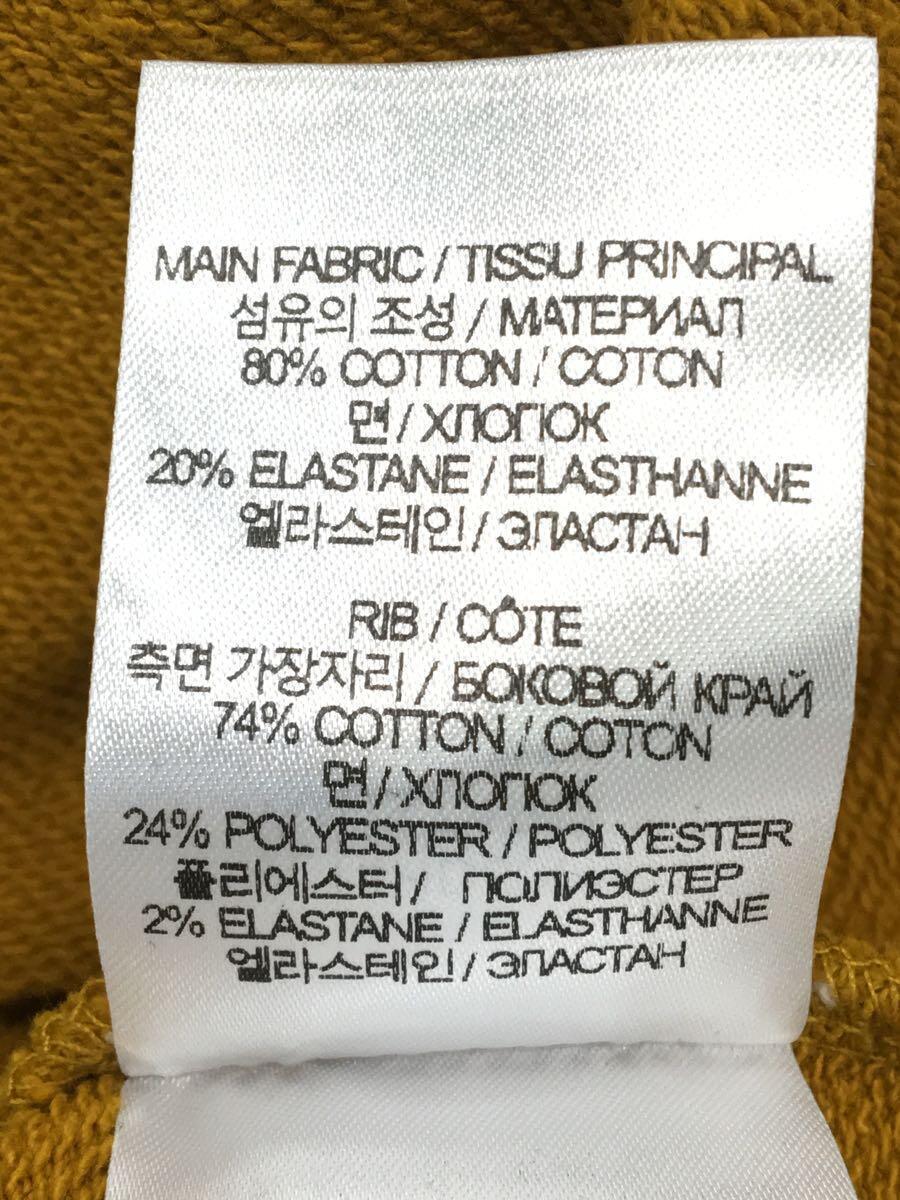 MAIN FABRIC / TISSU PRINCIPAL
섬유의 조성 / МАТЕРИАЛ
80% COTTON / COTON
면 / ХЛОПОК
20% ELASTANE / ELASTHANNE
엘라스테인 / ЭЛАСТАН
RIB / CÔTE
측면 가장자리 / БОКОВОЙ КРАЙ
74% COTTON / COTON
면 / ХЛОПОК
24% POLYESTER / POLYESTER
폴리에스터 / ПОЛИЭСТЕР
2% ELASTANE / ELASTHANNE
엘라스테인 / ЭЛАСТАН